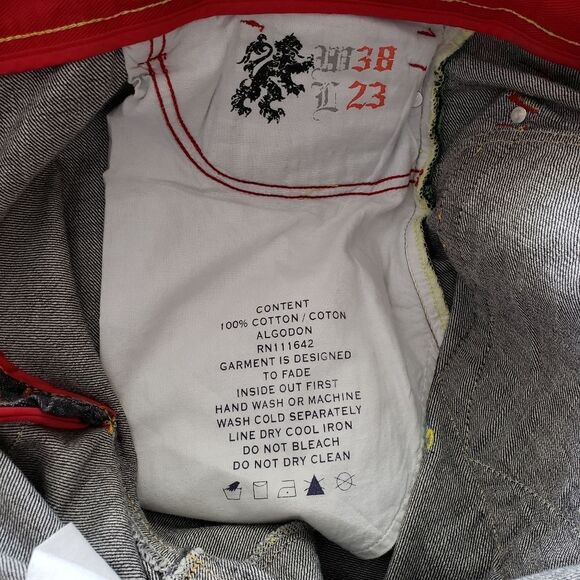 W38
L 23
CONTENT
100% COTTON / COTON
ALGODON
RN111642
GARMENT IS DESIGNED
TO FADE
INSIDE OUT FIRST
HAND WASH OR MACHINE
WASH COLD SEPARATELY
LINE DRY COOL IRON
DO NOT BLEACH
DO NOT DRY CLEAN